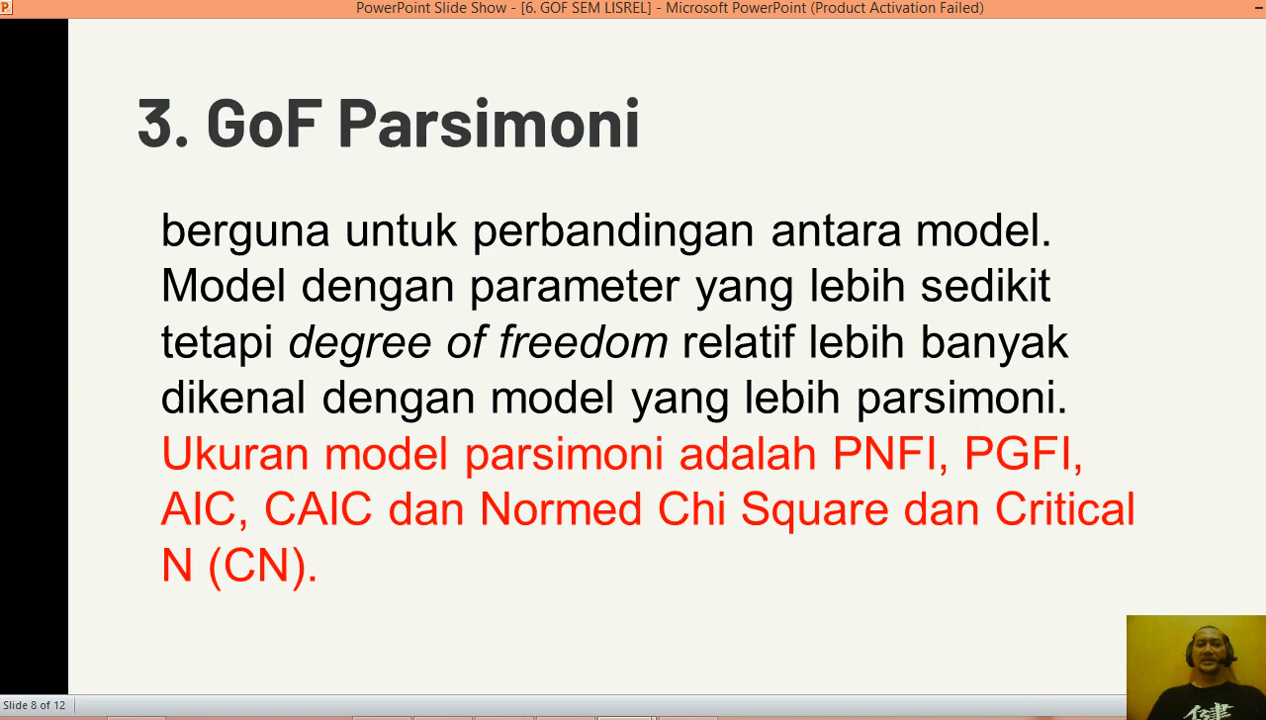 PowerPoint Slide Show - [6. GOF SEM LISREL] - Microsoft PowerPoint (Product Activation Failed)
3. GoF Parsimoni
berguna untuk perbandingan antara model.
Model dengan parameter yang lebih sedikit
tetapi degree of freedom relatif lebih banyak
dikenal dengan model yang lebih parsimoni.
Ukuran model parsimoni adalah PNFI, PGFI,
AIC, CAIC dan Normed Chi Square dan Critical
N (CN).
Slide 8 of 12